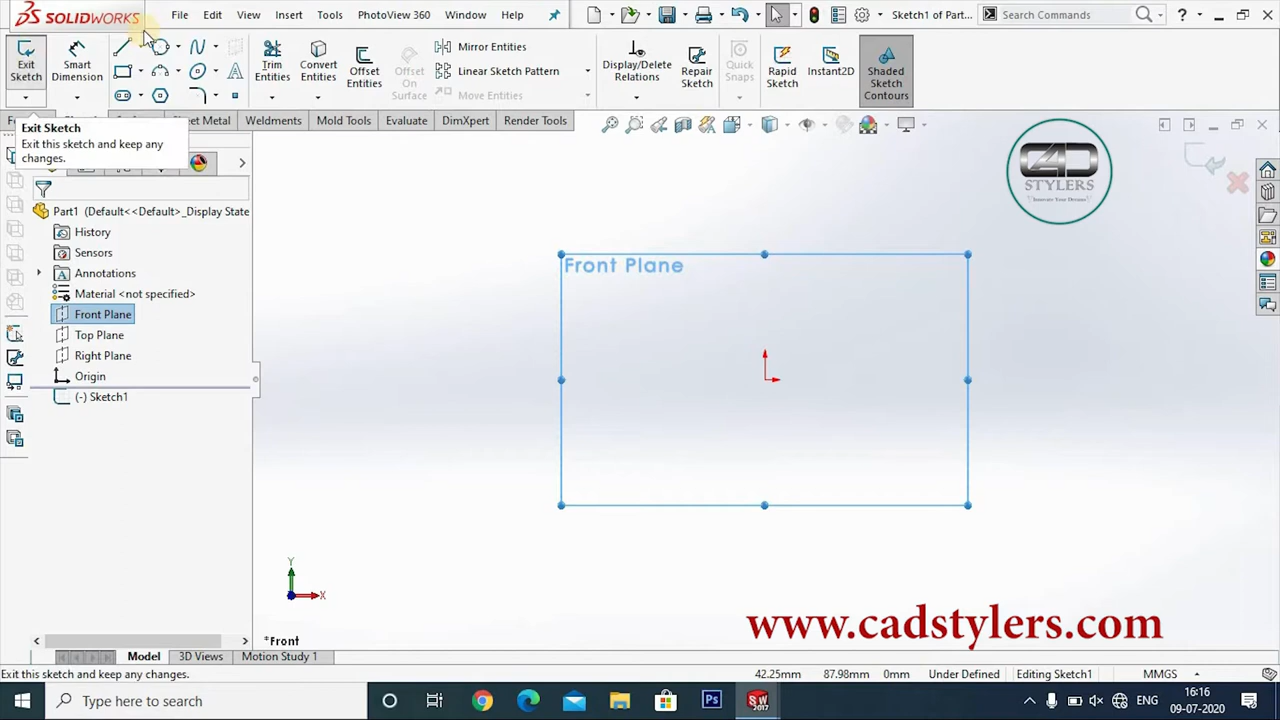 SOLIDWORKS File Edit View Insert Tools PhotoView 360 Window Help Sketch1 of Part... Search Commands ?
Exit Sketch
Smart Dimension
Trim Entities
Convert Entities
Offset Entities
Offset On Surface
Mirror Entities
Linear Sketch Pattern
Move Entities
Display/Delete Relations
Repair Sketch
Quick Snaps
Rapid Sketch
Instant2D
Shaded Sketch Contours
Sheet Metal Weldments Mold Tools Evaluate DimXpert Render Tools
Exit Sketch
Exit this sketch and keep any
changes.
CAD
STYLERS
Innovate Your Dreams
Part1 (Default<<Default>_Display State
History
Sensors
Annotations
Material <not specified>
Front Plane
Top Plane
Right Plane
Origin
(-) Sketch1
Front Plane
Y
X
*Front
www.cadstylers.com
Model 3D Views Motion Study 1
Exit this sketch and keep any changes. 42.25mm 87.98mm 0mm Under Defined Editing Sketch1 MMGS
Type here to search
Ps
SW
2017
ENG
16:16
09-07-2020